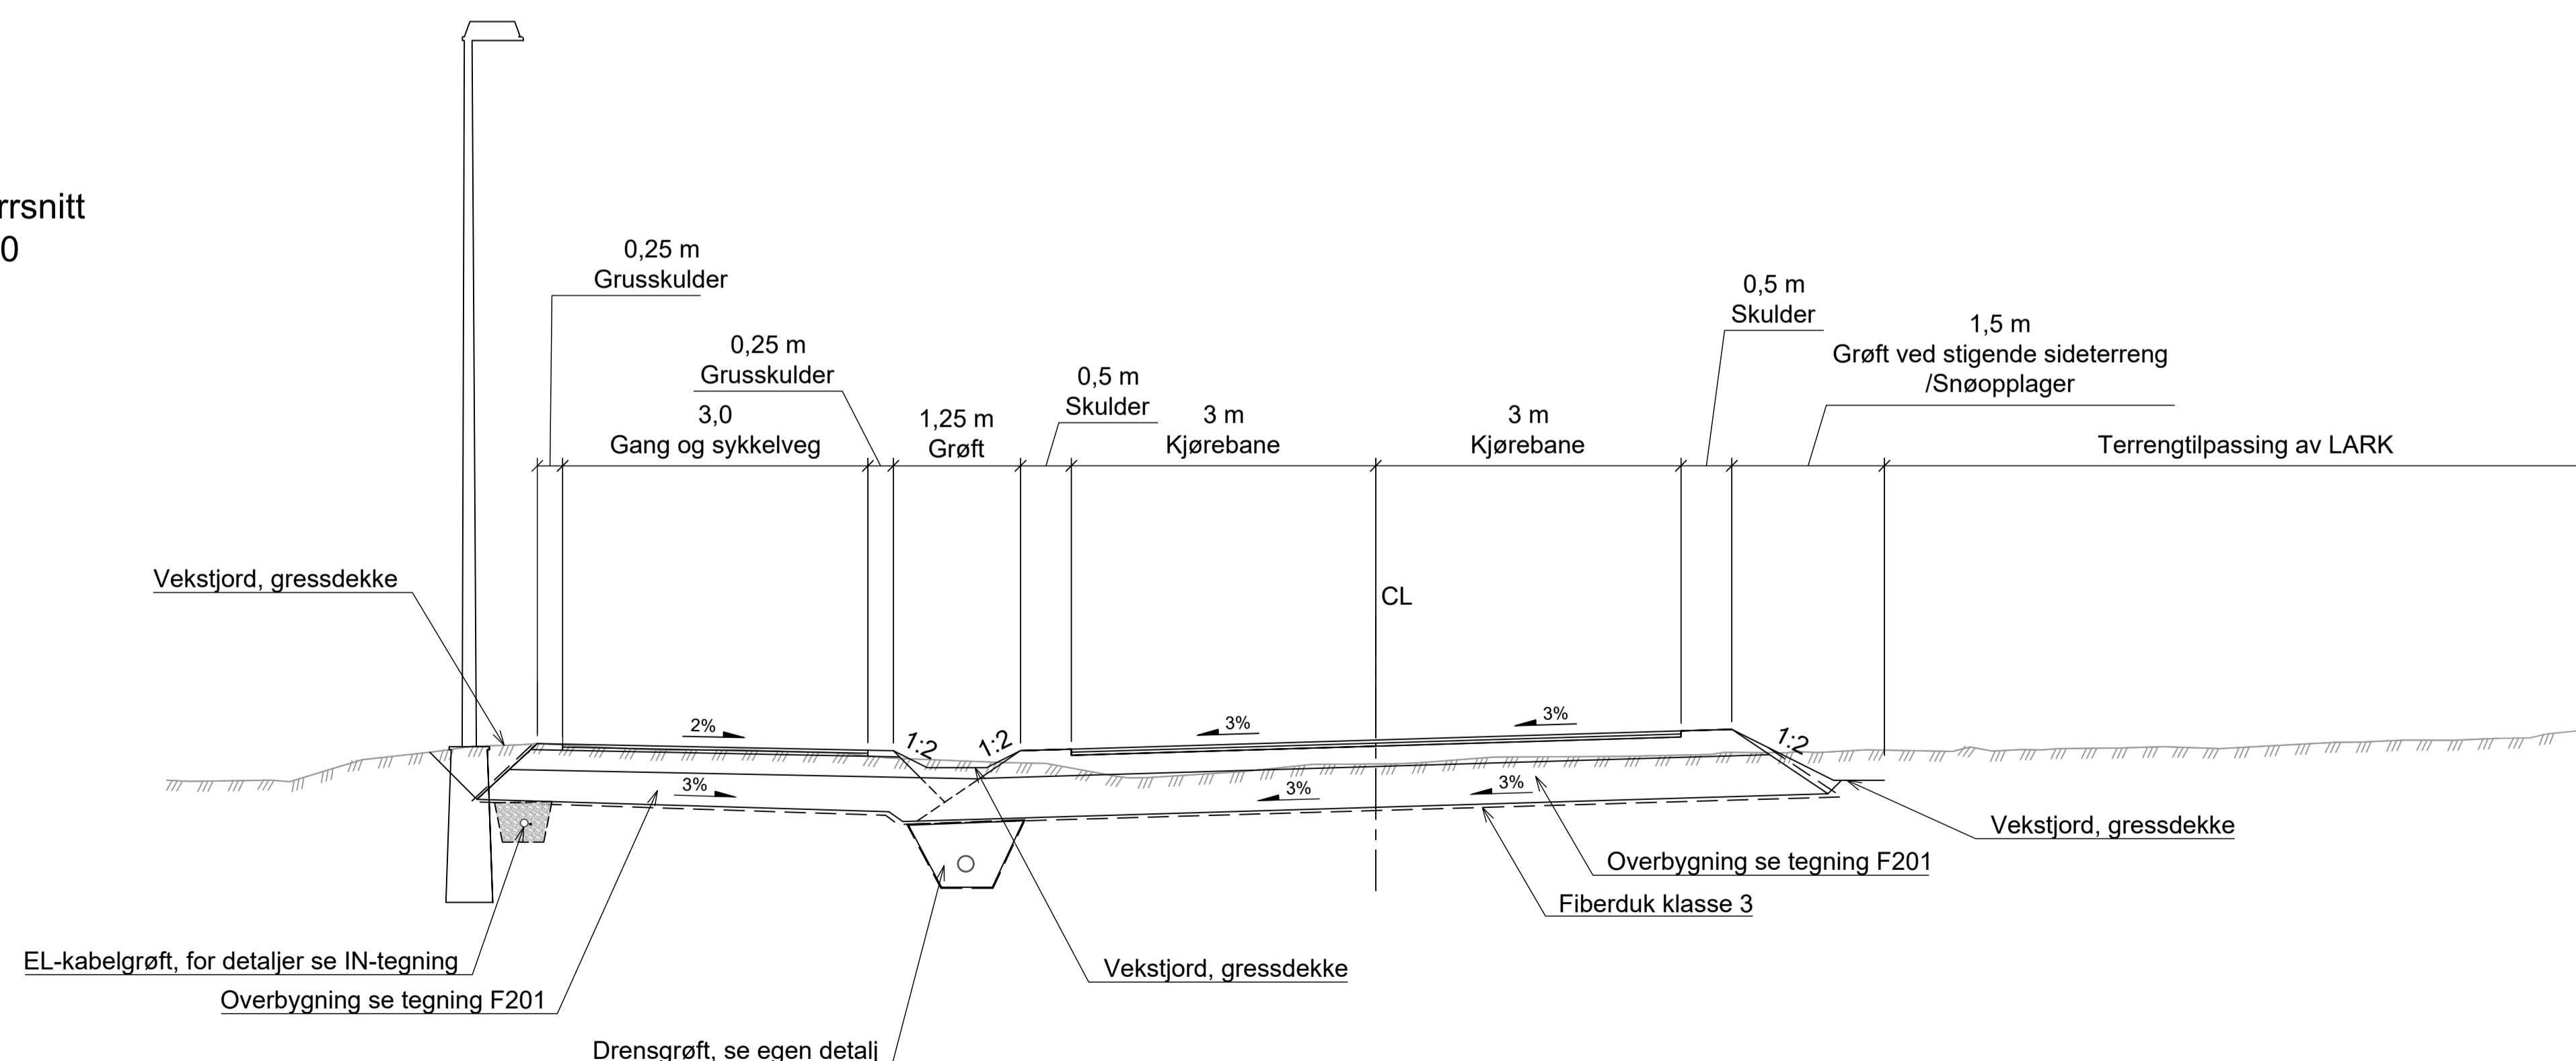 rrsnitt
0
0,25 m
Grusskulder
0,25 m
Grusskulder
3,0
Gang og sykkelveg
1,25 m
Grøft
0,5 m
Skulder
3 m
Kjørebane
3 m
Kjørebane
0,5 m
Skulder
1,5 m
Grøft ved stigende sideterreng
/Snøopplager
Terrengtilpassing av LARK
Vekstjord, gressdekke
CL
2%
1:2
1:2
3%
3%
1:2
3%
3%
3%
Vekstjord, gressdekke
Overbygning se tegning F201
Fiberduk klasse 3
EL-kabelgrøft, for detaljer se IN-tegning
Vekstjord, gressdekke
Overbygning se tegning F201
Drensgrøft, se egen detalj